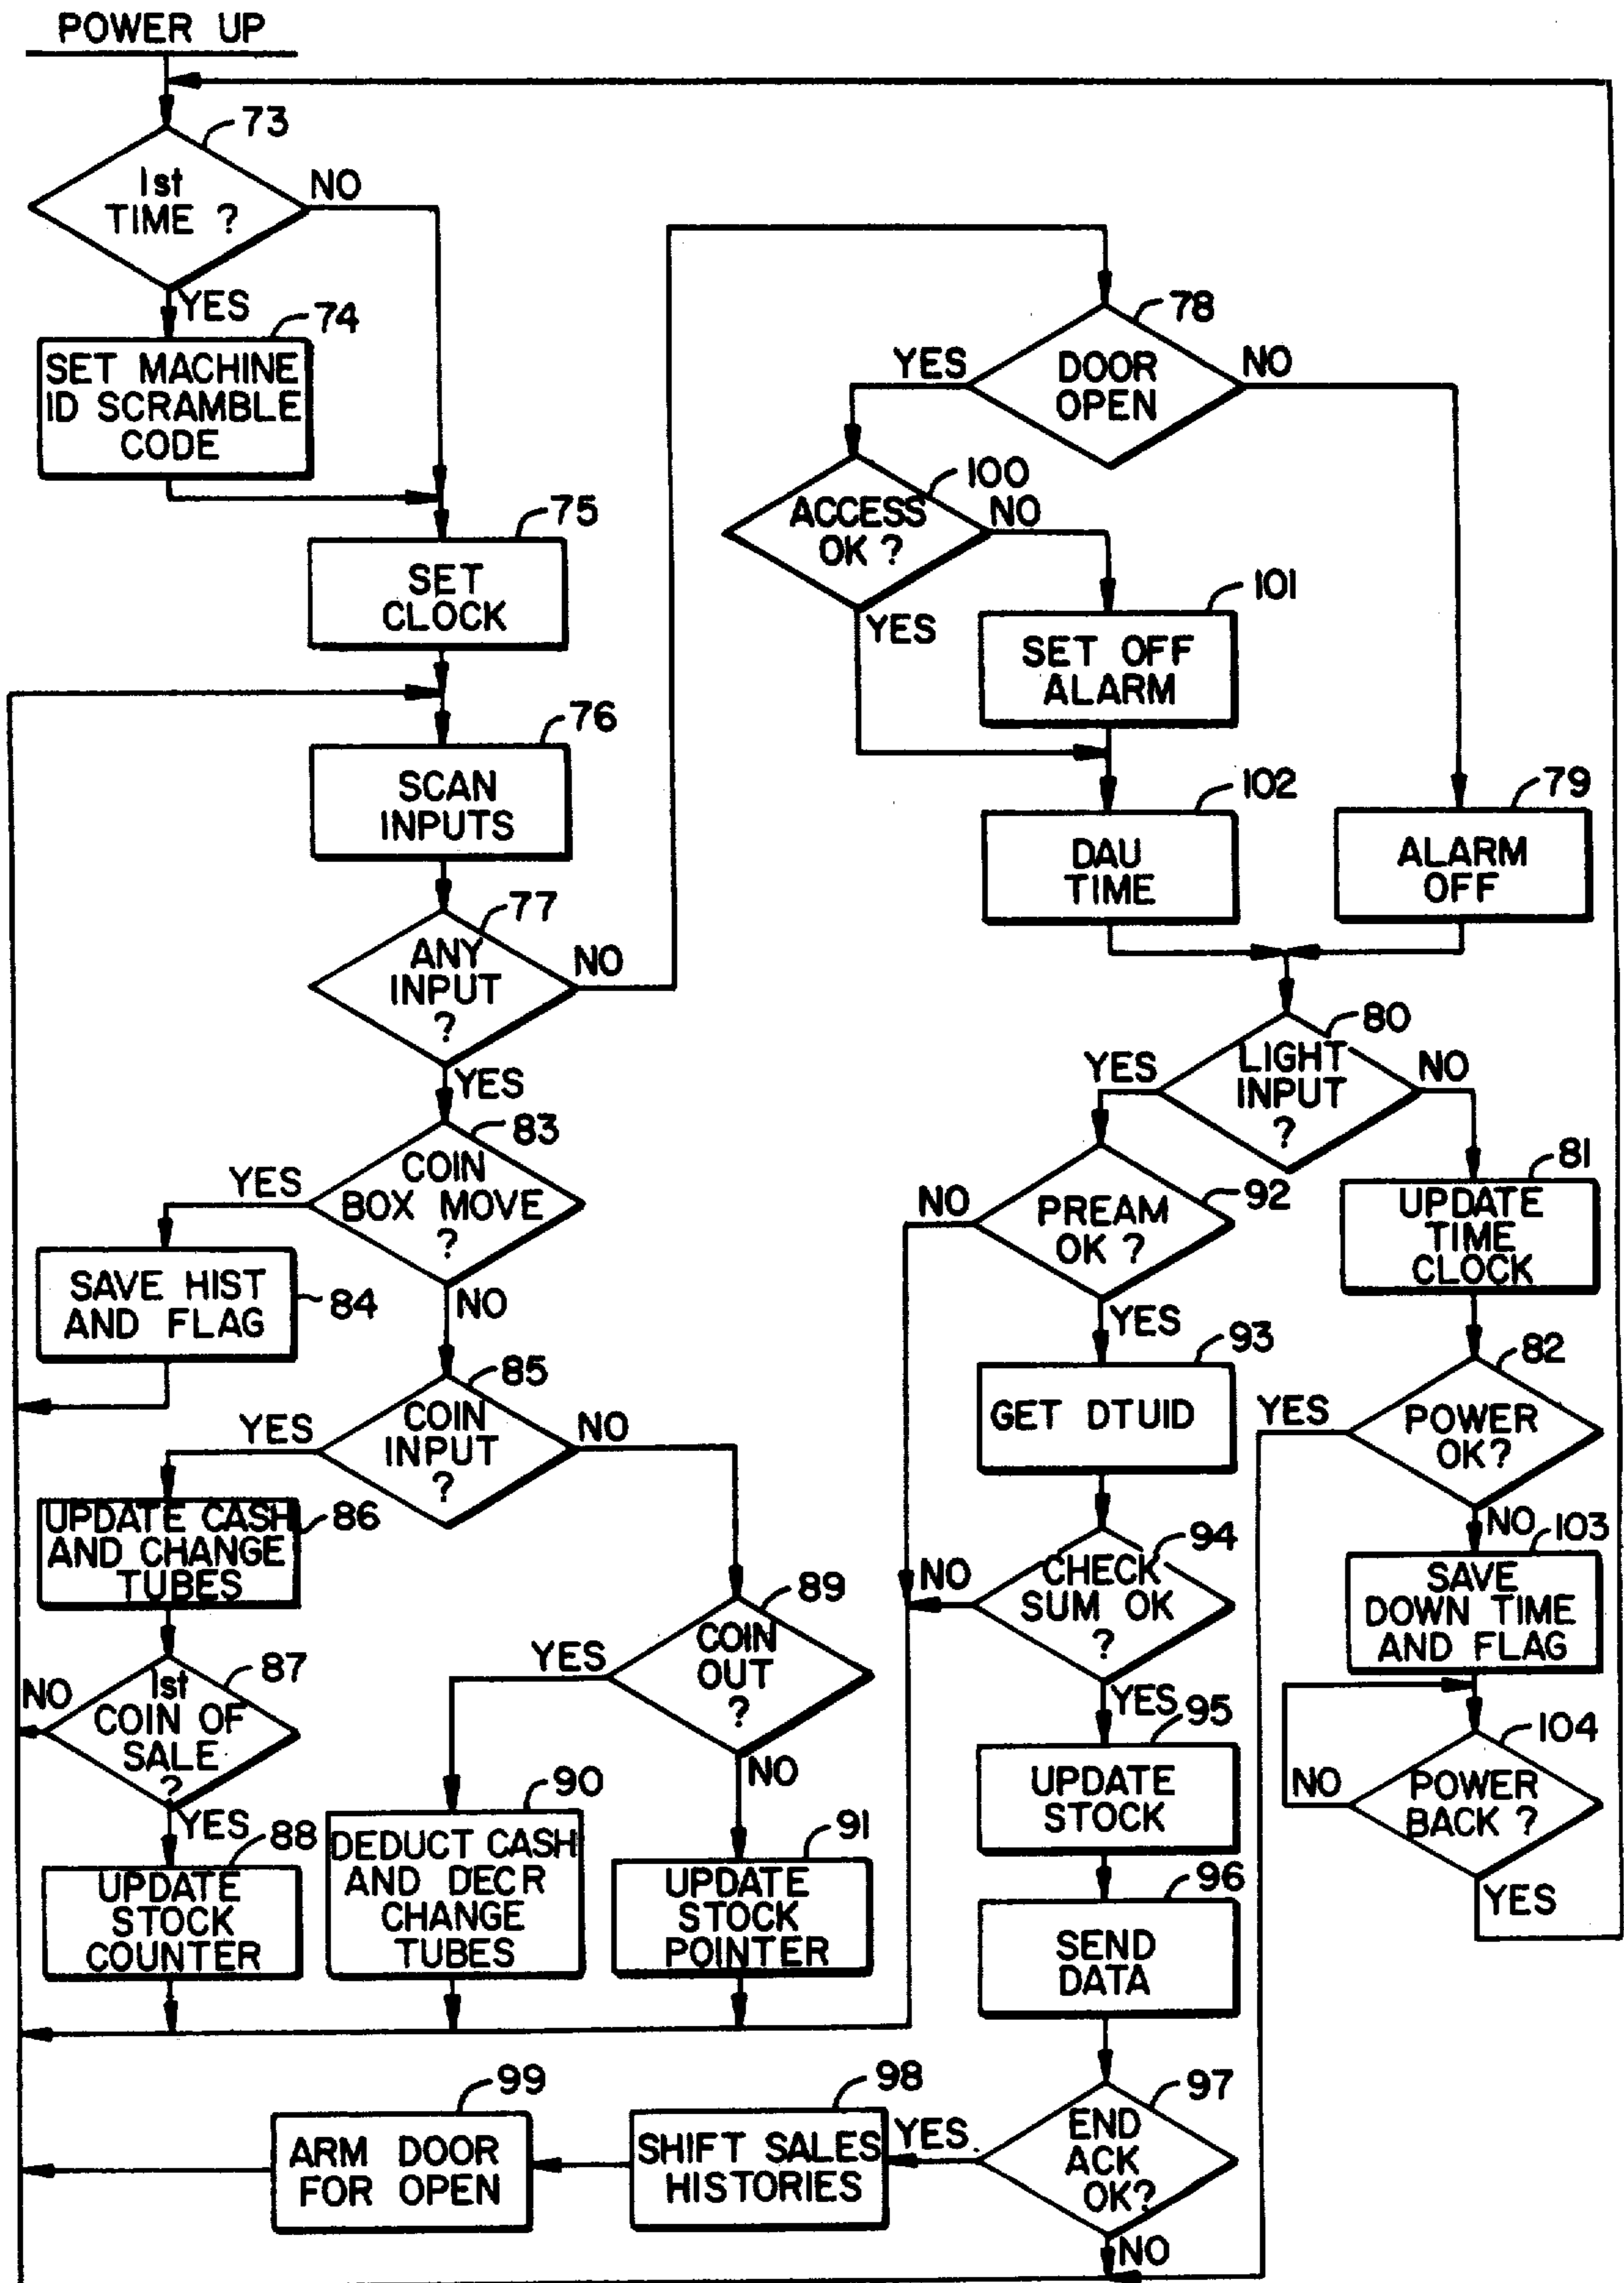 POWER UP
73
1st
TIME ?
NO
YES
74
SET MACHINE
ID SCRAMBLE
CODE
75
SET
CLOCK
76
SCAN
INPUTS
77
ANY
INPUT
?
NO
YES
78
DOOR
OPEN
YES
NO
100
ACCESS
OK ?
NO
YES
101
SET OFF
ALARM
102
DAU
TIME
79
ALARM
OFF
80
LIGHT
INPUT
?
YES
NO
81
UPDATE
TIME
CLOCK
82
POWER
OK?
YES
NO
103
SAVE
DOWN TIME
AND FLAG
104
POWER
BACK ?
NO
YES
83
COIN
BOX MOVE
?
YES
NO
84
SAVE HIST
AND FLAG
85
COIN
INPUT
?
YES
NO
86
UPDATE CASH
AND CHANGE
TUBES
87
1st
COIN OF
SALE
?
NO
YES
88
UPDATE
STOCK
COUNTER
89
COIN
OUT
?
YES
NO
90
DEDUCT CASH
AND DECR
CHANGE
TUBES
91
UPDATE
STOCK
POINTER
92
PREAM
OK ?
NO
YES
93
GET DTUID
94
CHECK
SUM OK
?
NO
YES
95
UPDATE
STOCK
96
SEND
DATA
97
END
ACK
OK?
YES
NO
98
SHIFT SALES
HISTORIES
99
ARM DOOR
FOR OPEN